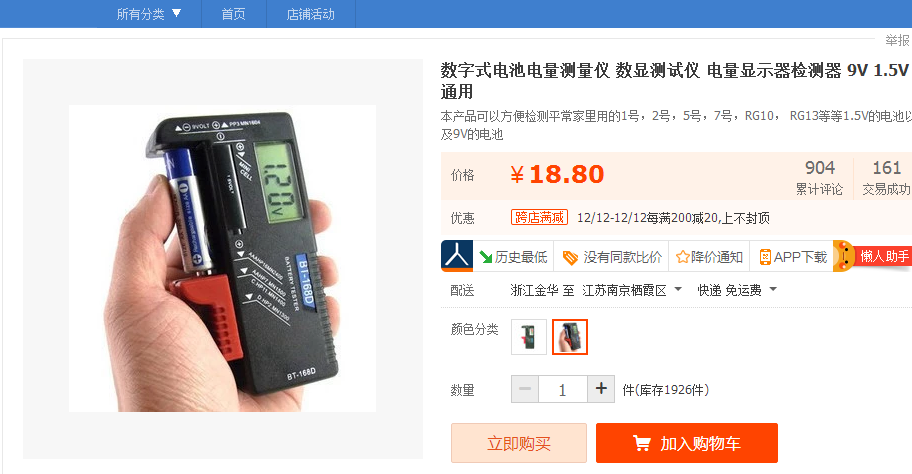 所有分类 ▼ 首页 店铺活动
举报
数字式电池电量测量仪 数显测试仪 电量显示器检测器 9V 1.5V
通用
本产品可以方便检测平常家里用的1号，2号，5号，7号，RG10， RG13等等1.5V的电池以
及9V的电池
价格 ¥18.80
904 累计评论
161 交易成功
优惠 跨店满减 12/12-12/12每满200减20,上不封顶
历史最低 没有同款比价 降价通知 APP下载 懒人助手
配送 浙江金华 至 江苏南京栖霞区 快递 免运费
颜色分类
数量 − 1 + 件(库存1926件)
立即购买 加入购物车
9VOLT PP3 MN1604
MINI CELL
1.5VOLT
1.20V
BATTERY TESTER
BT-168D
BT-168D